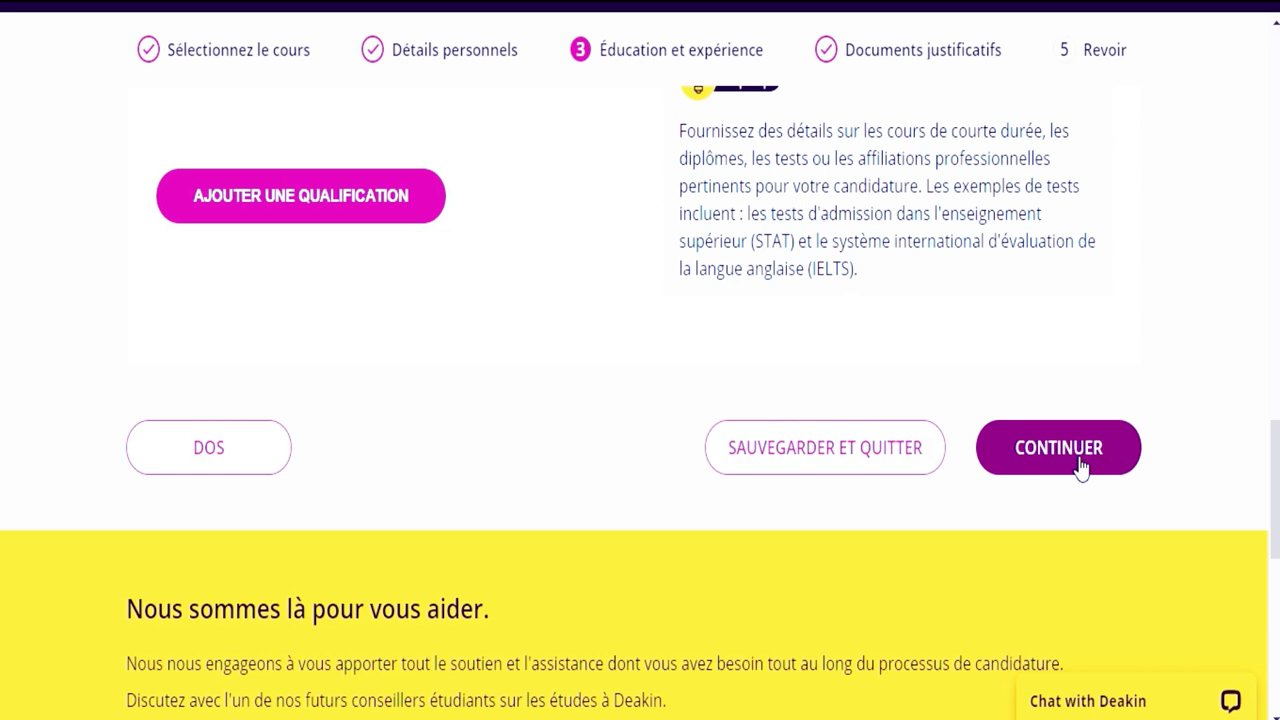 Sélectionnez le cours
Détails personnels
3 Éducation et expérience
Documents justificatifs
5 Revoir
Fournissez des détails sur les cours de courte durée, les
diplômes, les tests ou les affiliations professionnelles
pertinents pour votre candidature. Les exemples de tests
incluent : les tests d'admission dans l'enseignement
supérieur (STAT) et le système international d'évaluation de
la langue anglaise (IELTS).
AJOUTER UNE QUALIFICATION
DOS
SAUVEGARDER ET QUITTER
CONTINUER
Nous sommes là pour vous aider.
Nous nous engageons à vous apporter tout le soutien et l'assistance dont vous avez besoin tout au long du processus de candidature.
Discutez avec l'un de nos futurs conseillers étudiants sur les études à Deakin.
Chat with Deakin